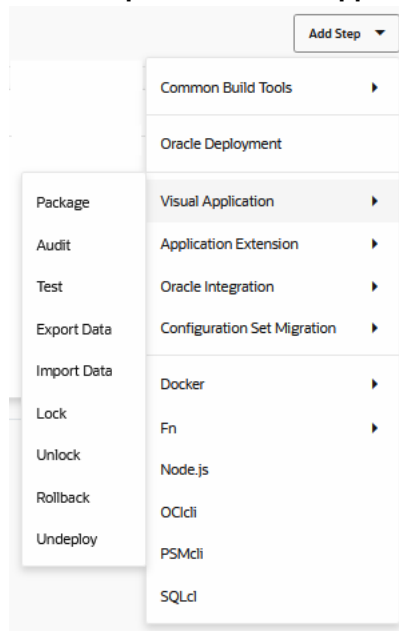 Add Step
Common Build Tools
Oracle Deployment
Visual Application
Application Extension
Oracle Integration
Configuration Set Migration
Docker
Fn
Node.js
OCIcli
PSMcli
SQLcl
Package
Audit
Test
Export Data
Import Data
Lock
Unlock
Rollback
Undeploy